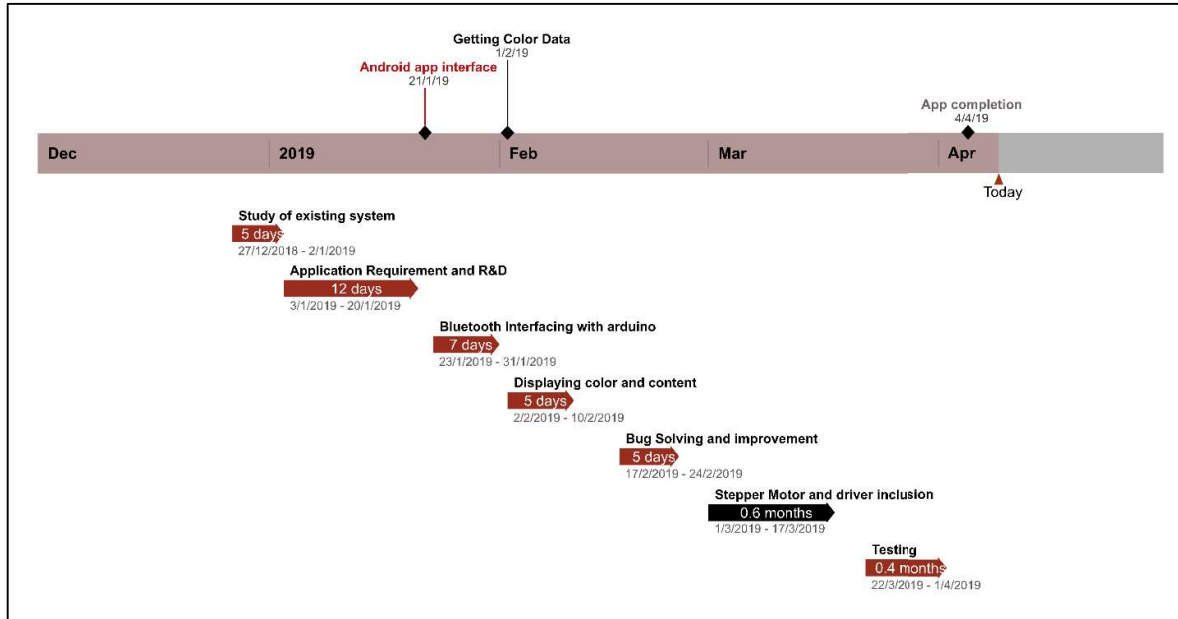 Getting Color Data
1/2/19
Android app interface
21/1/19
App completion
4/4/19
Dec 2019 Feb Mar Apr
Today
Study of existing system
5 days
27/12/2018 - 2/1/2019
Application Requirement and R&D
12 days
3/1/2019 - 20/1/2019
Bluetooth Interfacing with arduino
7 days
23/1/2019 - 31/1/2019
Displaying color and content
5 days
2/2/2019 - 10/2/2019
Bug Solving and improvement
5 days
17/2/2019 - 24/2/2019
Stepper Motor and driver inclusion
0.6 months
1/3/2019 - 17/3/2019
Testing
0.4 months
22/3/2019 - 1/4/2019